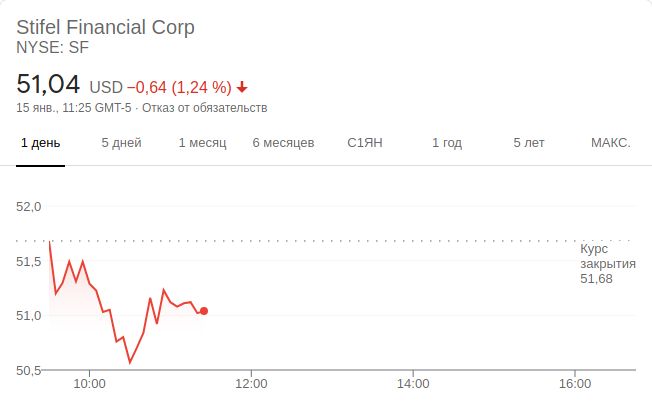 Stifel Financial Corp
NYSE: SF
51,04 USD −0,64 (1,24 %)
15 янв., 11:25 GMT-5 · Отказ от обязательств
1 день 5 дней 1 месяц 6 месяцев С1ЯН 1 год 5 лет МАКС.
52,0
Курс
закрытия
51,68
51,5
51,0
50,5
10:00 12:00 14:00 16:00